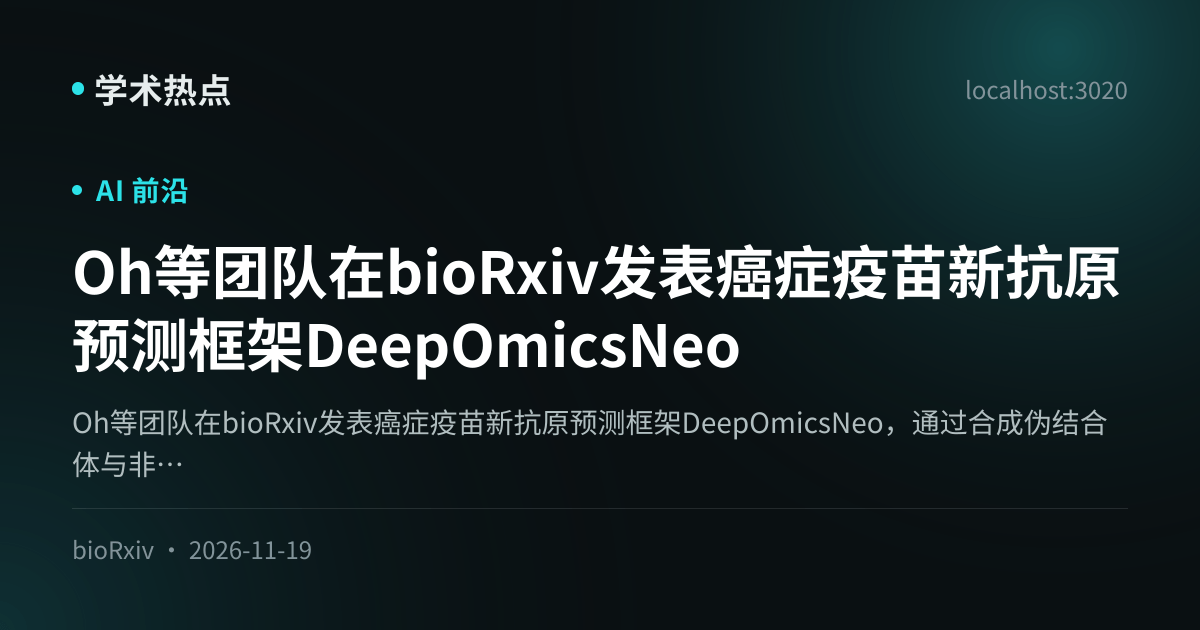 学术热点
localhost:3020
AI 前沿
Oh等团队在bioRxiv发表癌症疫苗新抗原
预测框架DeepOmicsNeo
Oh等团队在bioRxiv发表癌症疫苗新抗原预测框架DeepOmicsNeo，通过合成伪结合
体与非…
bioRxiv · 2026-11-19